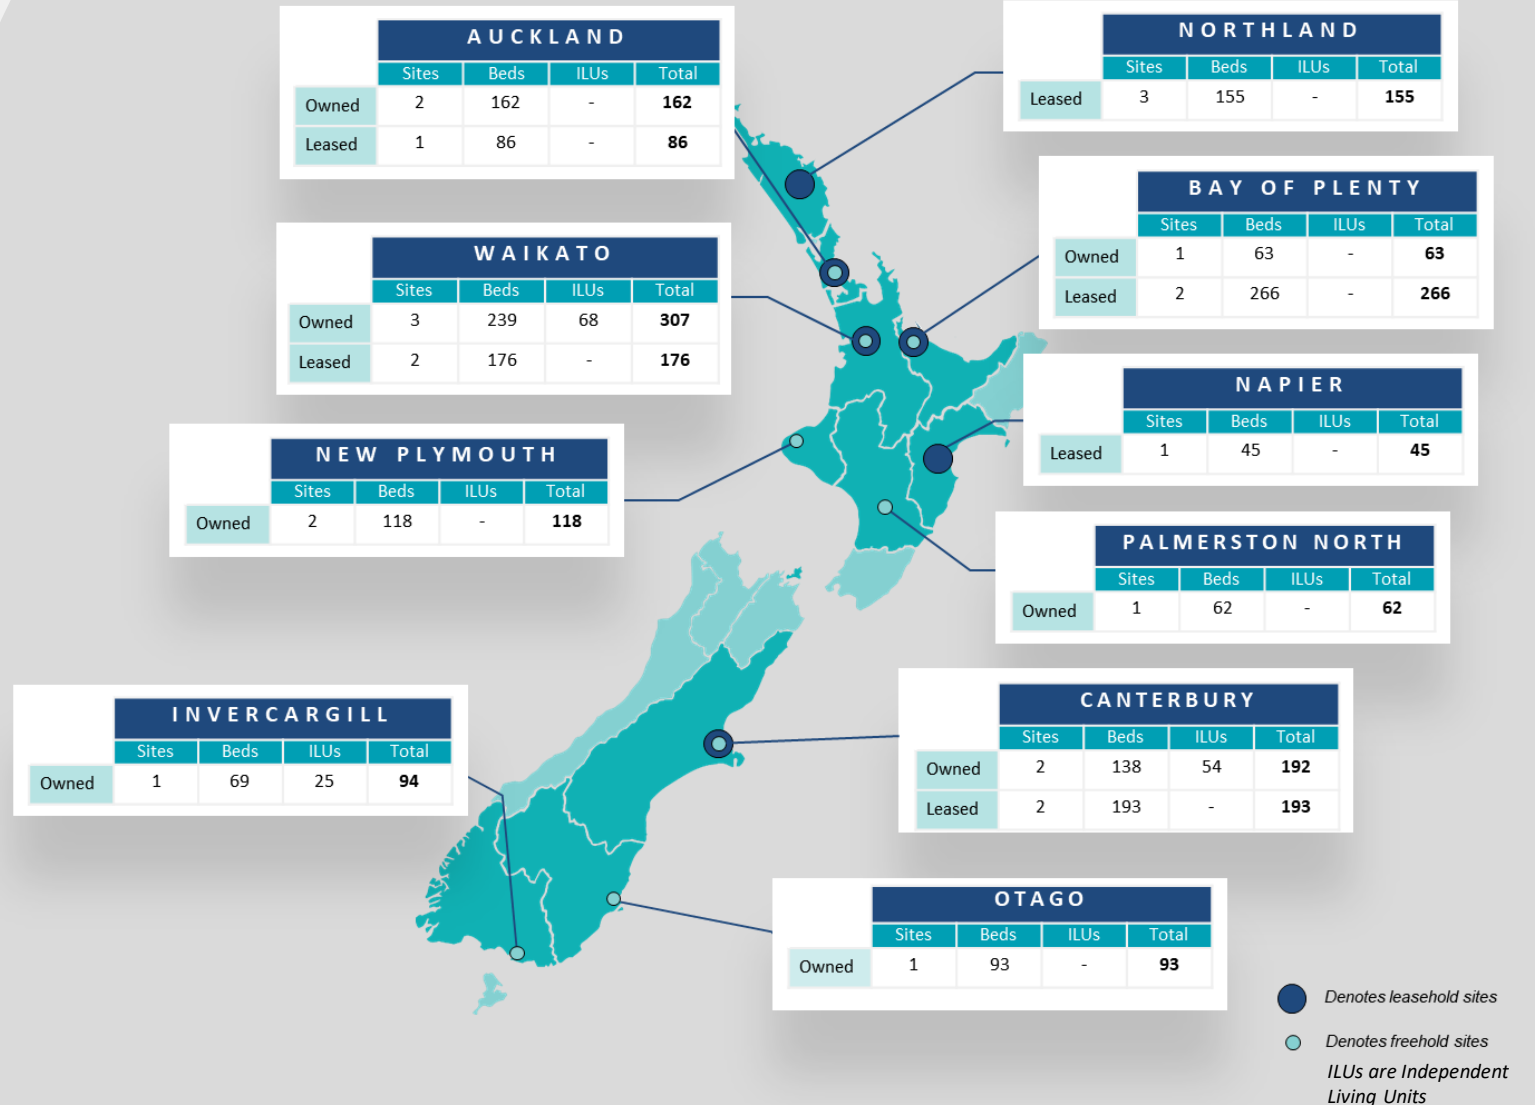 AUCKLAND
Sites Beds ILUs Total
Owned 2 162 - 162
Leased 1 86 - 86
NORTHLAND
Sites Beds ILUs Total
Leased 3 155 - 155
BAY OF PLENTY
Sites Beds ILUs Total
Owned 1 63 - 63
Leased 2 266 - 266
WAIKATO
Sites Beds ILUs Total
Owned 3 239 68 307
Leased 2 176 - 176
NAPIER
Sites Beds ILUs Total
Leased 1 45 - 45
NEW PLYMOUTH
Sites Beds ILUs Total
Owned 2 118 - 118
PALMERSTON NORTH
Sites Beds ILUs Total
Owned 1 62 - 62
INVERCARGILL
Sites Beds ILUs Total
Owned 1 69 25 94
CANTERBURY
Sites Beds ILUs Total
Owned 2 138 54 192
Leased 2 193 - 193
OTAGO
Sites Beds ILUs Total
Owned 1 93 - 93
Denotes leasehold sites
Denotes freehold sites
ILUs are Independent
Living Units